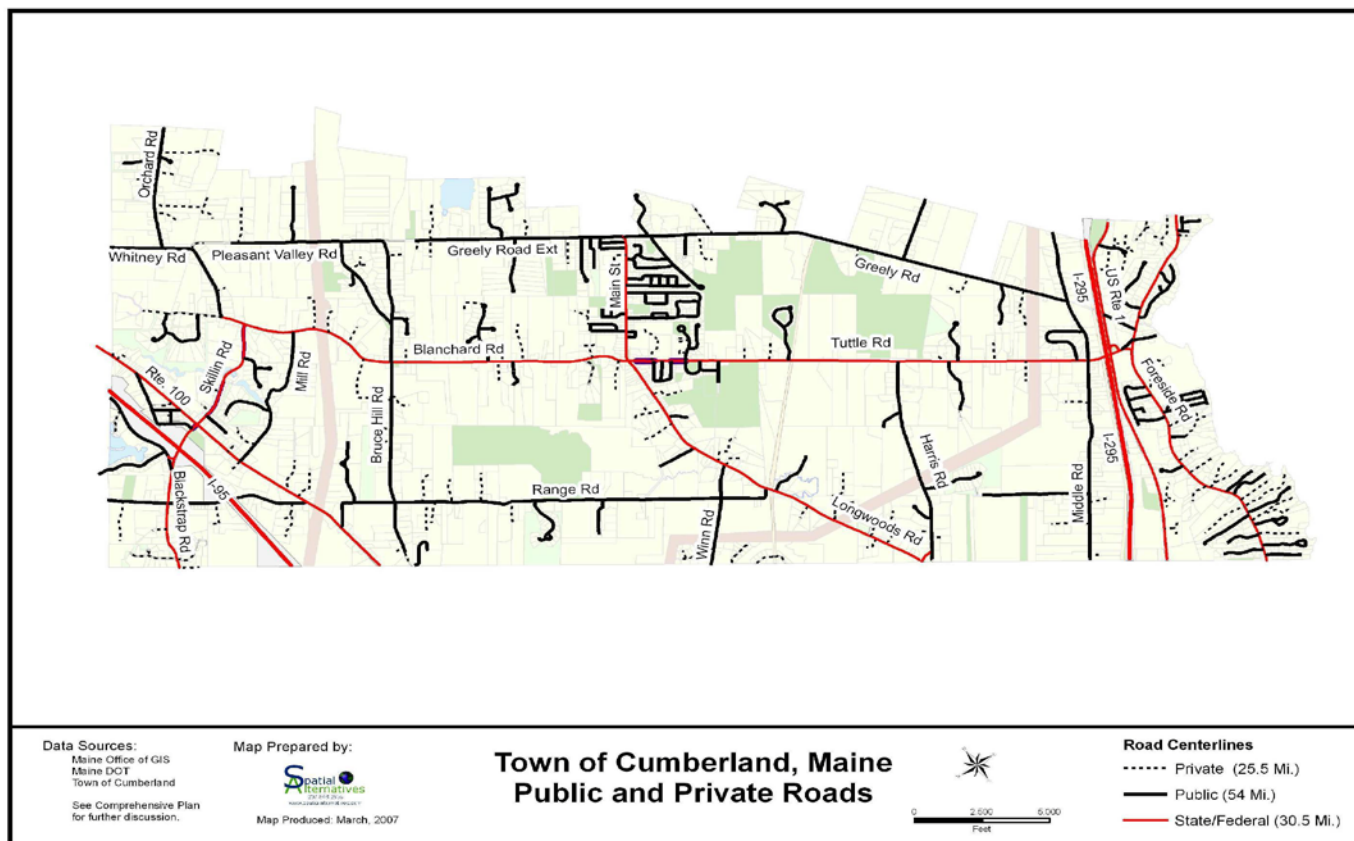 Orchard Rd
Whitney Rd
Pleasant Valley Rd
Greely Road Ext
Main St
Greely Rd
I-295
US Rte 1
Skillin Rd
Mill Rd
Blanchard Rd
Tuttle Rd
Rte. 100
Bruce Hill Rd
Foreside Rd
I-95
Blackstrap Rd
Range Rd
Winn Rd
Longwoods Rd
Harris Rd
Middle Rd
I-295
Data Sources:
Maine Office of GIS
Maine DOT
Town of Cumberland
See Comprehensive Plan
for further discussion.
Map Prepared by:
Spatial
Alternatives
Map Produced: March, 2007
Town of Cumberland, Maine
Public and Private Roads
0 2,500 5,000
Feet
Road Centerlines
Private (25.5 Mi.)
Public (54 Mi.)
State/Federal (30.5 Mi.)